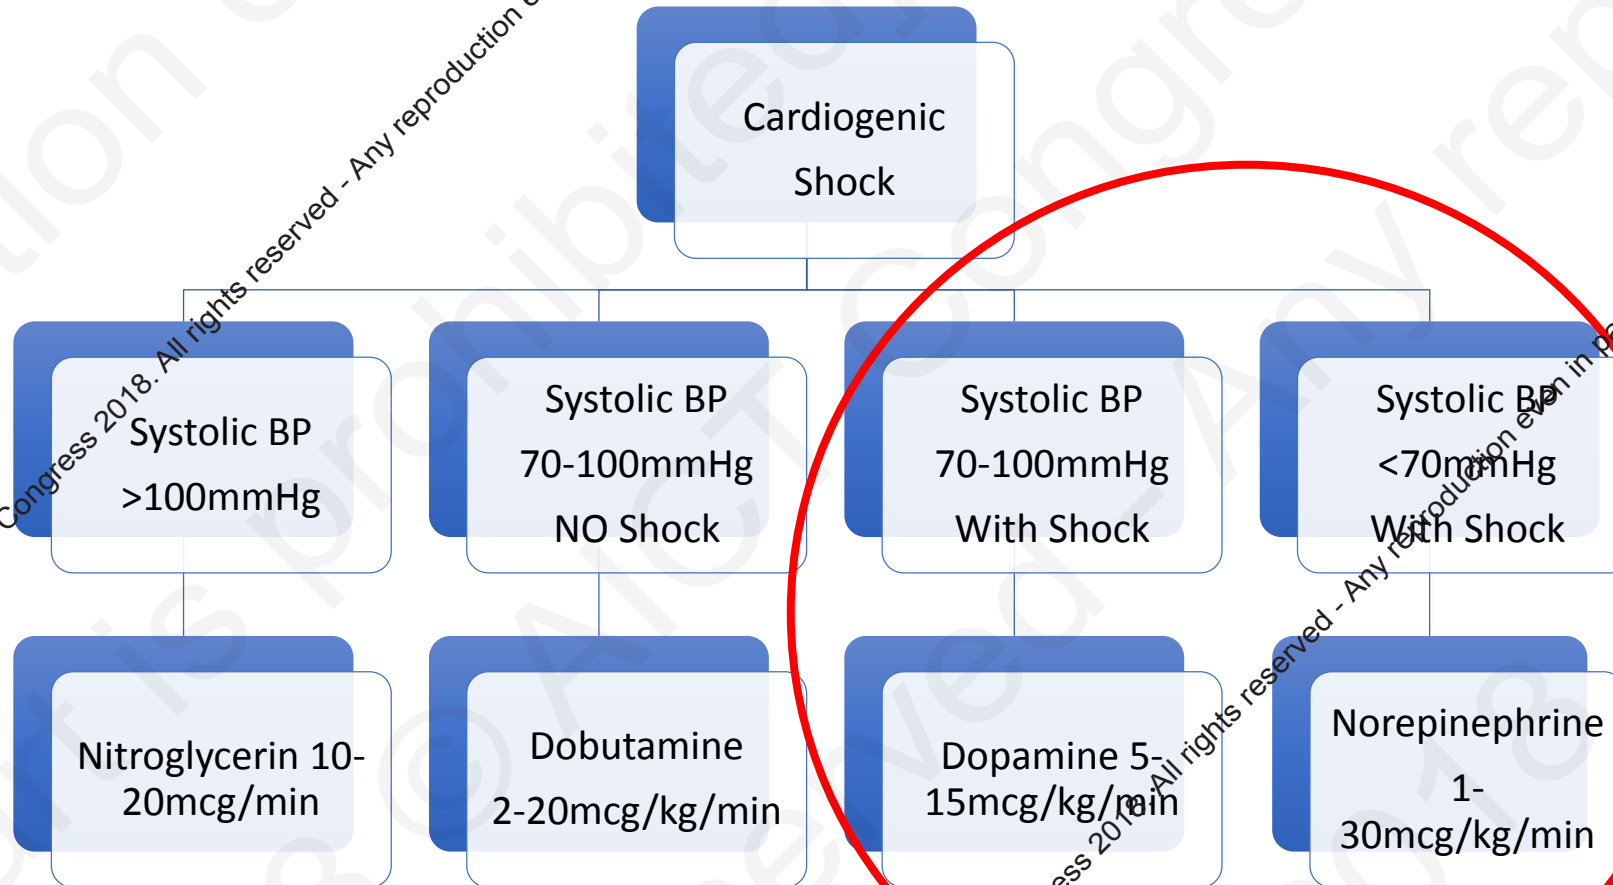 Cardiogenic
Shock
Systolic BP
>100mmHg
Systolic BP
70-100mmHg
NO Shock
Systolic BP
70-100mmHg
With Shock
Systolic BP
<70mmHg
With Shock
Nitroglycerin 10-
20mcg/min
Dobutamine
2-20mcg/kg/min
Dopamine 5-
15mcg/kg/min
Norepinephrine
1-
30mcg/kg/min
Congress 2018. All rights reserved - Any reproduction
2018. All rights reserved - Any reproduction even in